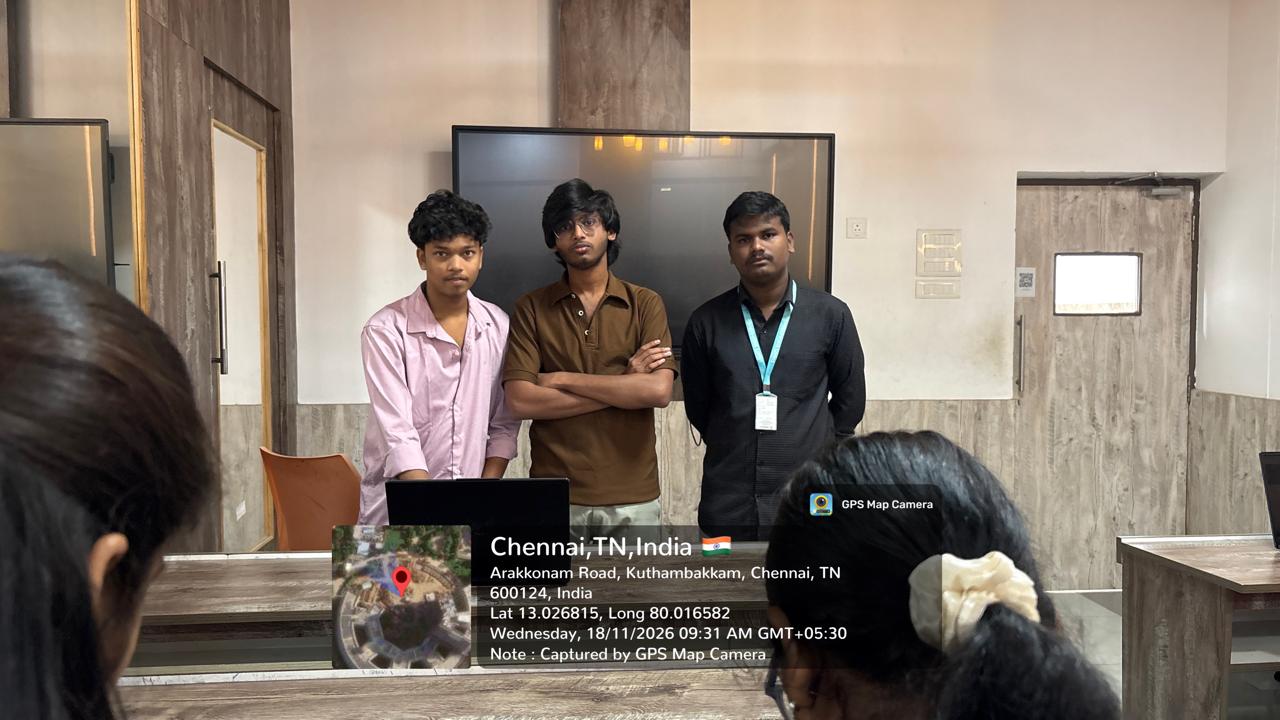 GPS Map Camera
Chennai,TN,India
Arakkonam Road, Kuthambakkam, Chennai, TN
600124, India
Lat 13.026815, Long 80.016582
Wednesday, 18/11/2026 09:31 AM GMT+05:30
Note : Captured by GPS Map Camera